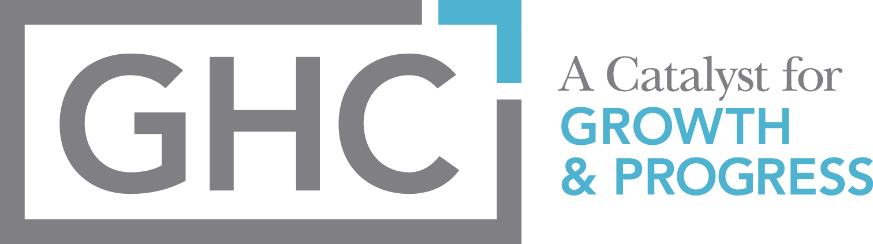 GHC
A Catalyst for
GROWTH
& PROGRESS